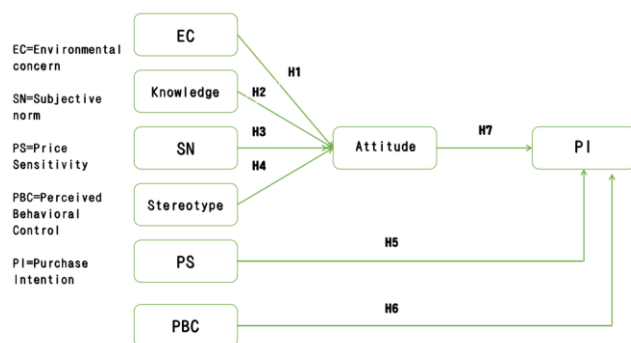 EC=Environmental
concern
SN=Subjective
norm
PS=Price
Sensitivity
PBC=Perceived
Behavioral
Control
PI=Purchase
Intention
EC
Knowledge
SN
Stereotype
PS
PBC
H1
H2
H3
H4
Attitude
H7
PI
H5
H6